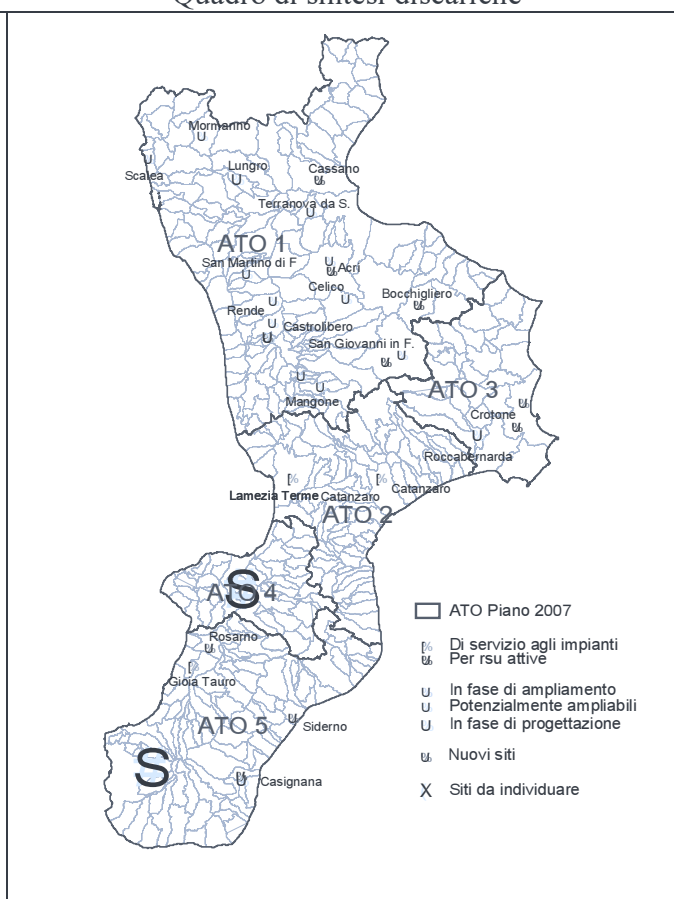 Quadro di sintesi discariche
Mormanno
Scalea
Lungro
Cassano
Terranova da S.
ATO 1
San Martino di F
Acri
Celico
Bocchigliero
Rende
Castrolibero
San Giovanni in F.
Mangone
ATO 3
Crotone
Roccabernarda
Lamezia Terme
Catanzaro
Catanzaro
ATO 2
ATO 4
S
Rosarno
Gioia Tauro
ATO 5
Siderno
S
Casignana
ATO Piano 2007
Di servizio agli impianti
Per rsu attive
In fase di ampliamento
Potenzialmente ampliabili
In fase di progettazione
Nuovi siti
X Siti da individuare